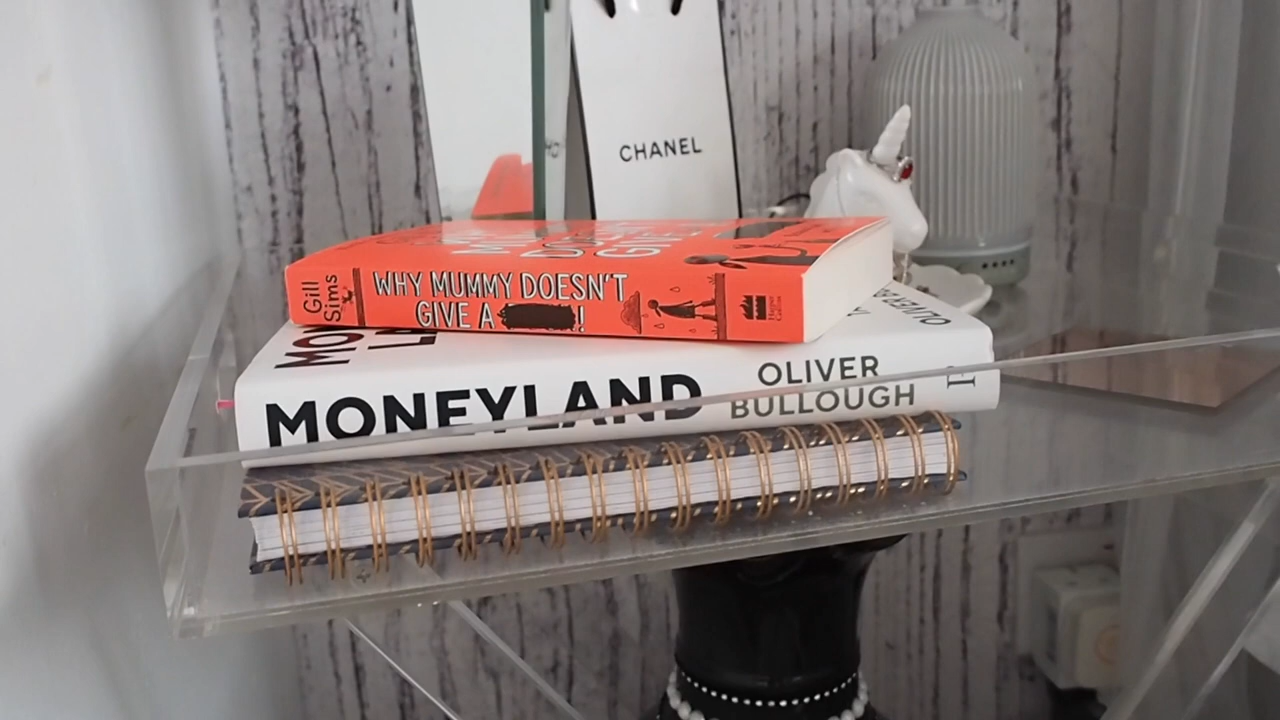 CHANEL
Gill
Sims
WHY MUMMY DOESN'T
GIVE A !
MONEYLAND
OLIVER
BULLOUGH